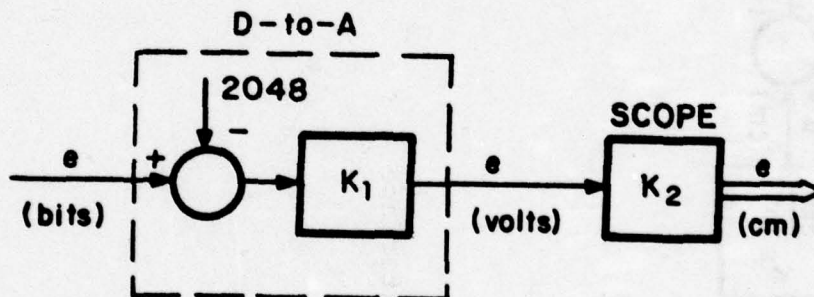 D-to-A
2048
SCOPE
e
+
-
K1
e
K2
e
(bits)
(volts)
(cm)